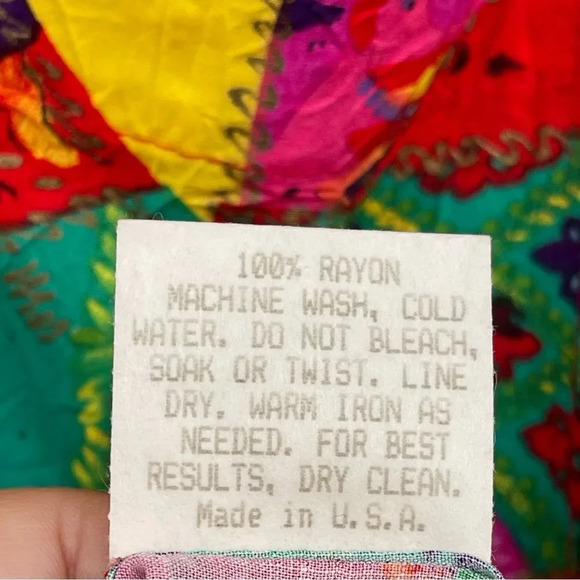 100% RAYON
MACHINE WASH, COLD
WATER. DO NOT BLEACH,
SOAK OR TWIST. LINE
DRY. WARM IRON AS
NEEDED. FOR BEST
RESULTS, DRY CLEAN.
Made in U.S.A.